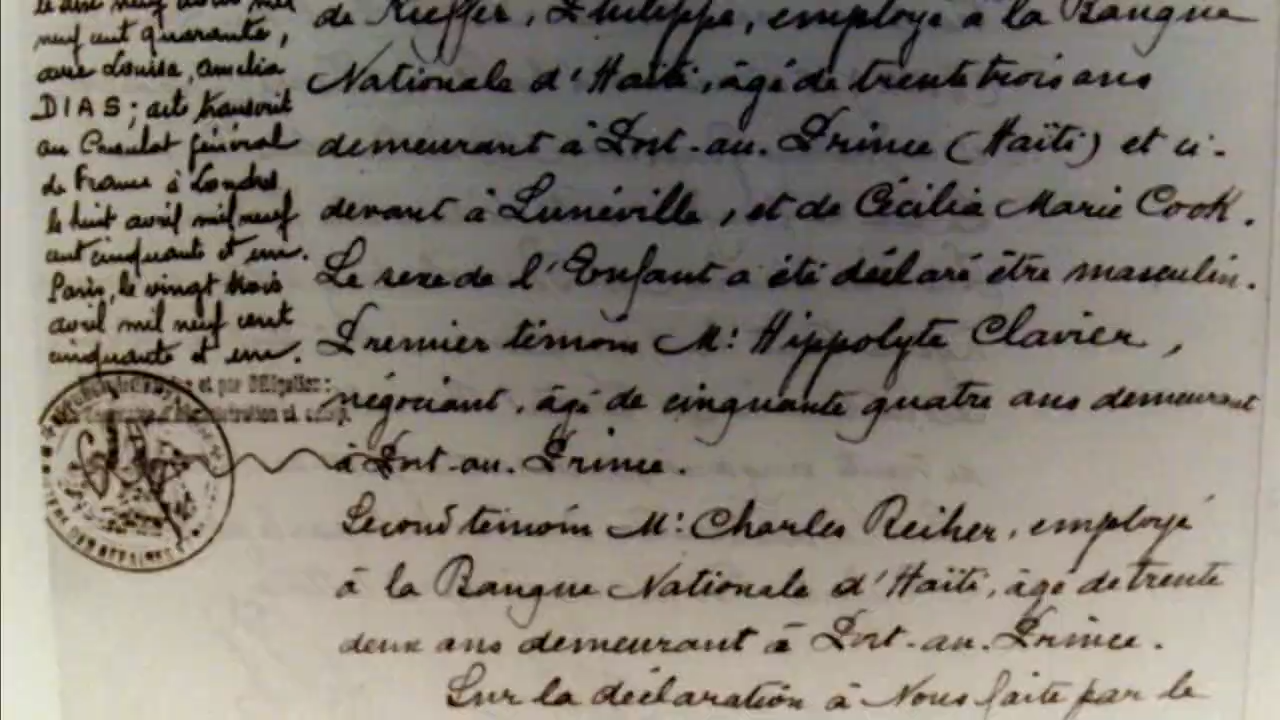 neuf cent quarante,
avec Louisa, Amelia
DIAS; acte transcrit
au Consulat général
de France à Londres
le huit avril mil neuf
cent cinquante et un.
Paris, le vingt trois
avril mil neuf cent
cinquante et un.
et par Délégation:
de Kieffer, Philippe, employé à la Banque
Nationale d'Haïti, âgé de trente trois ans
demeurant à Port-au-Prince (Haïti) et ci-
devant à Lunéville, et de Cécilia Marie Cook.
Le sexe de l'Enfant a été déclaré être masculin.
Premier témoin M: Hippolyte Clavier,
négociant, âgé de cinquante quatre ans demeurant
à Port-au-Prince.
Second témoin M: Charles Reiher, employé
à la Banque Nationale d'Haïti, âgé de trente
deux ans demeurant à Port-au-Prince.
Sur la déclaration à Nous faite par le